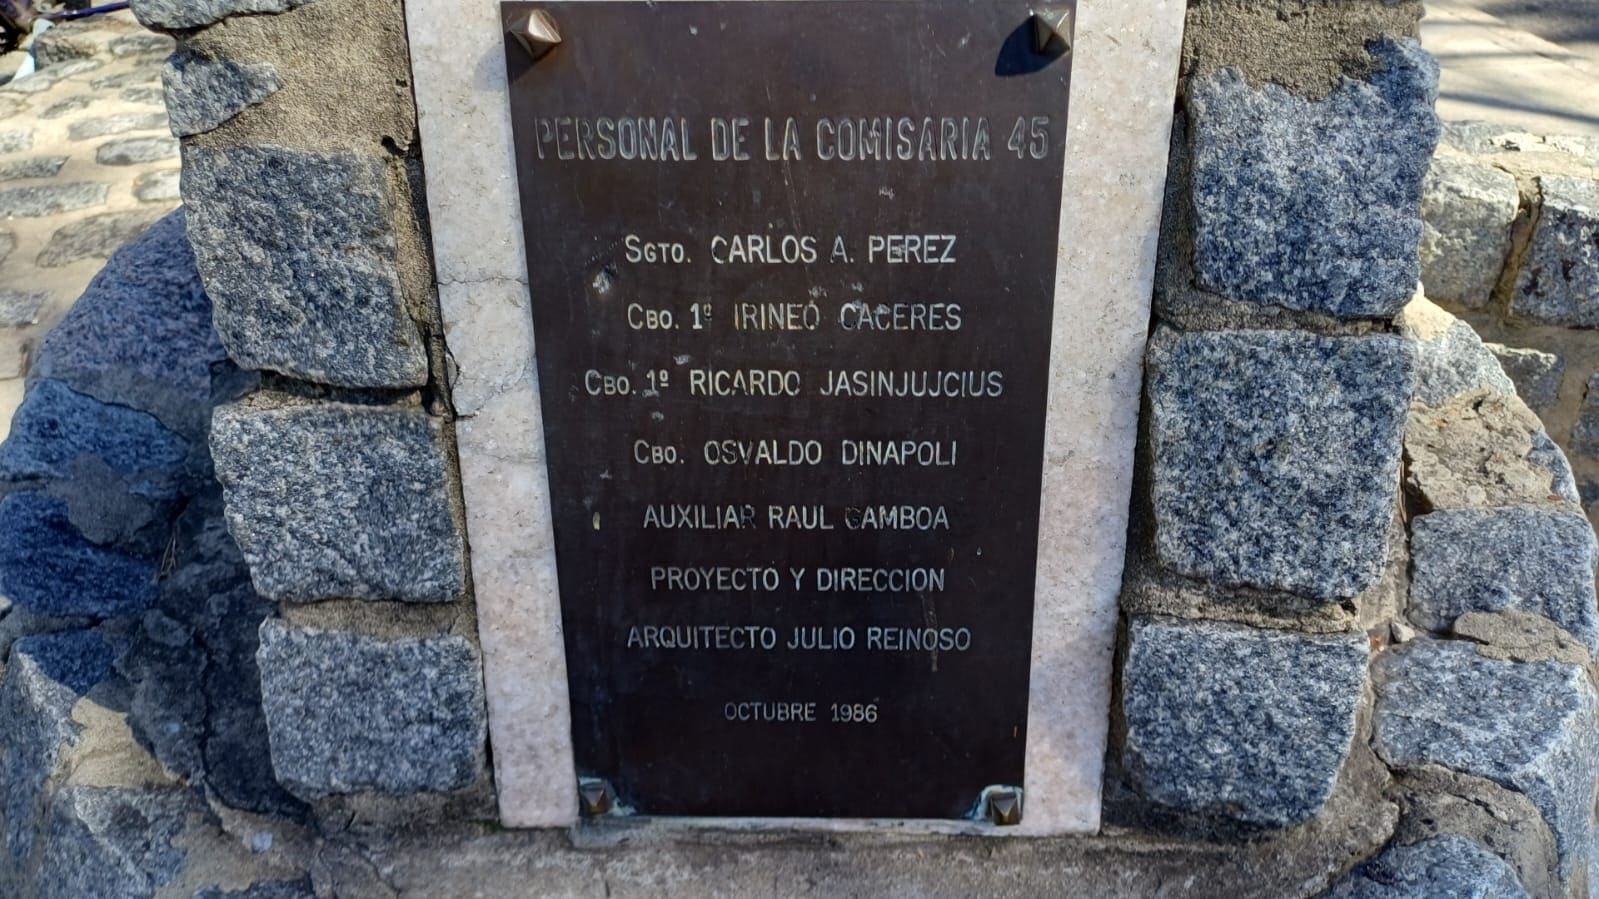 PERSONAL DE LA COMISARIA 45
SGTO. CARLOS A. PEREZ
CBO. 1º IRINEO CACERES
CBO. 1º RICARDO JASINJUJCIUS
CBO. OSVALDO DINAPOLI
AUXILIAR RAUL GAMBOA
PROYECTO Y DIRECCION
ARQUITECTO JULIO REINOSO
OCTUBRE 1986